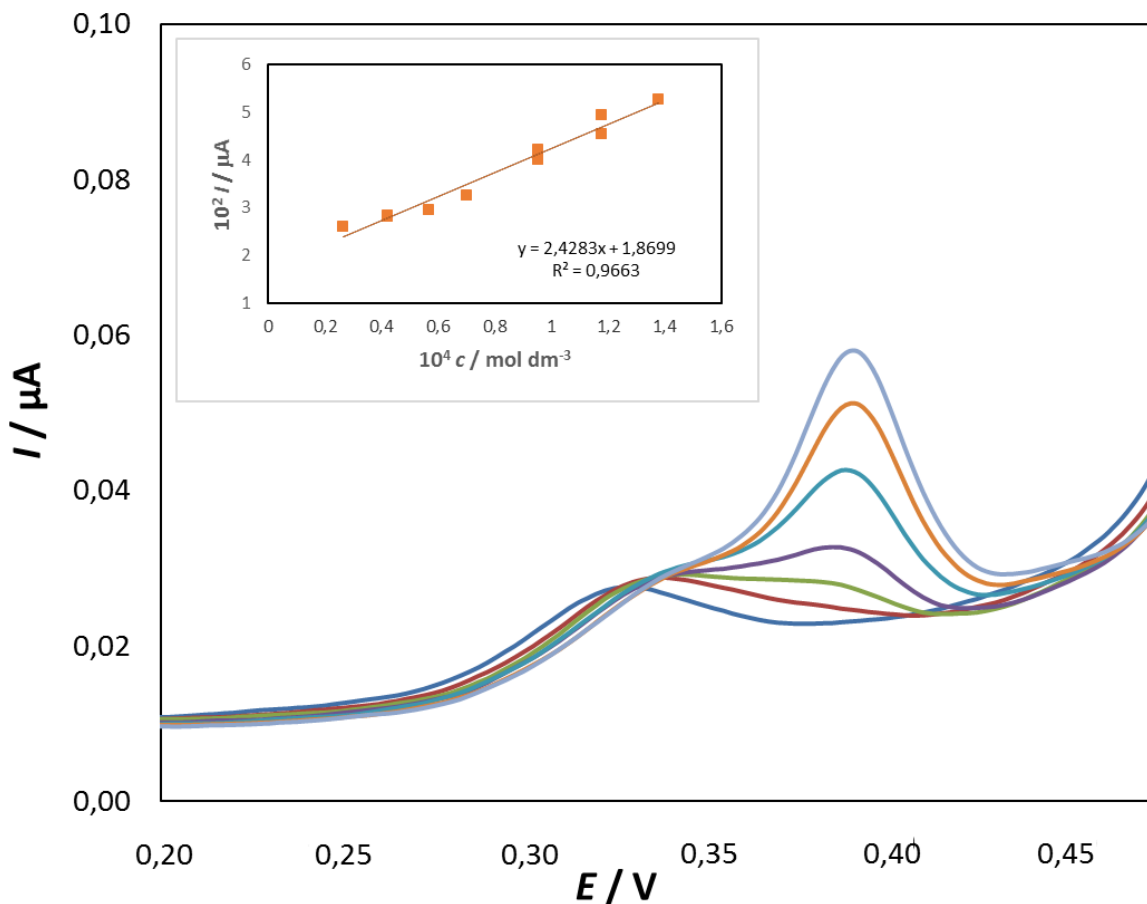 0,10
0,08
0,06
0,04
0,02
0,00
I / µA
0,20 0,25 0,30 0,35 0,40 0,45
E / V
6
5
4
3
2
1
10² I / µA
0 0,2 0,4 0,6 0,8 1 1,2 1,4 1,6
10⁴ c / mol dm⁻³
y = 2,4283x + 1,8699
R² = 0,9663